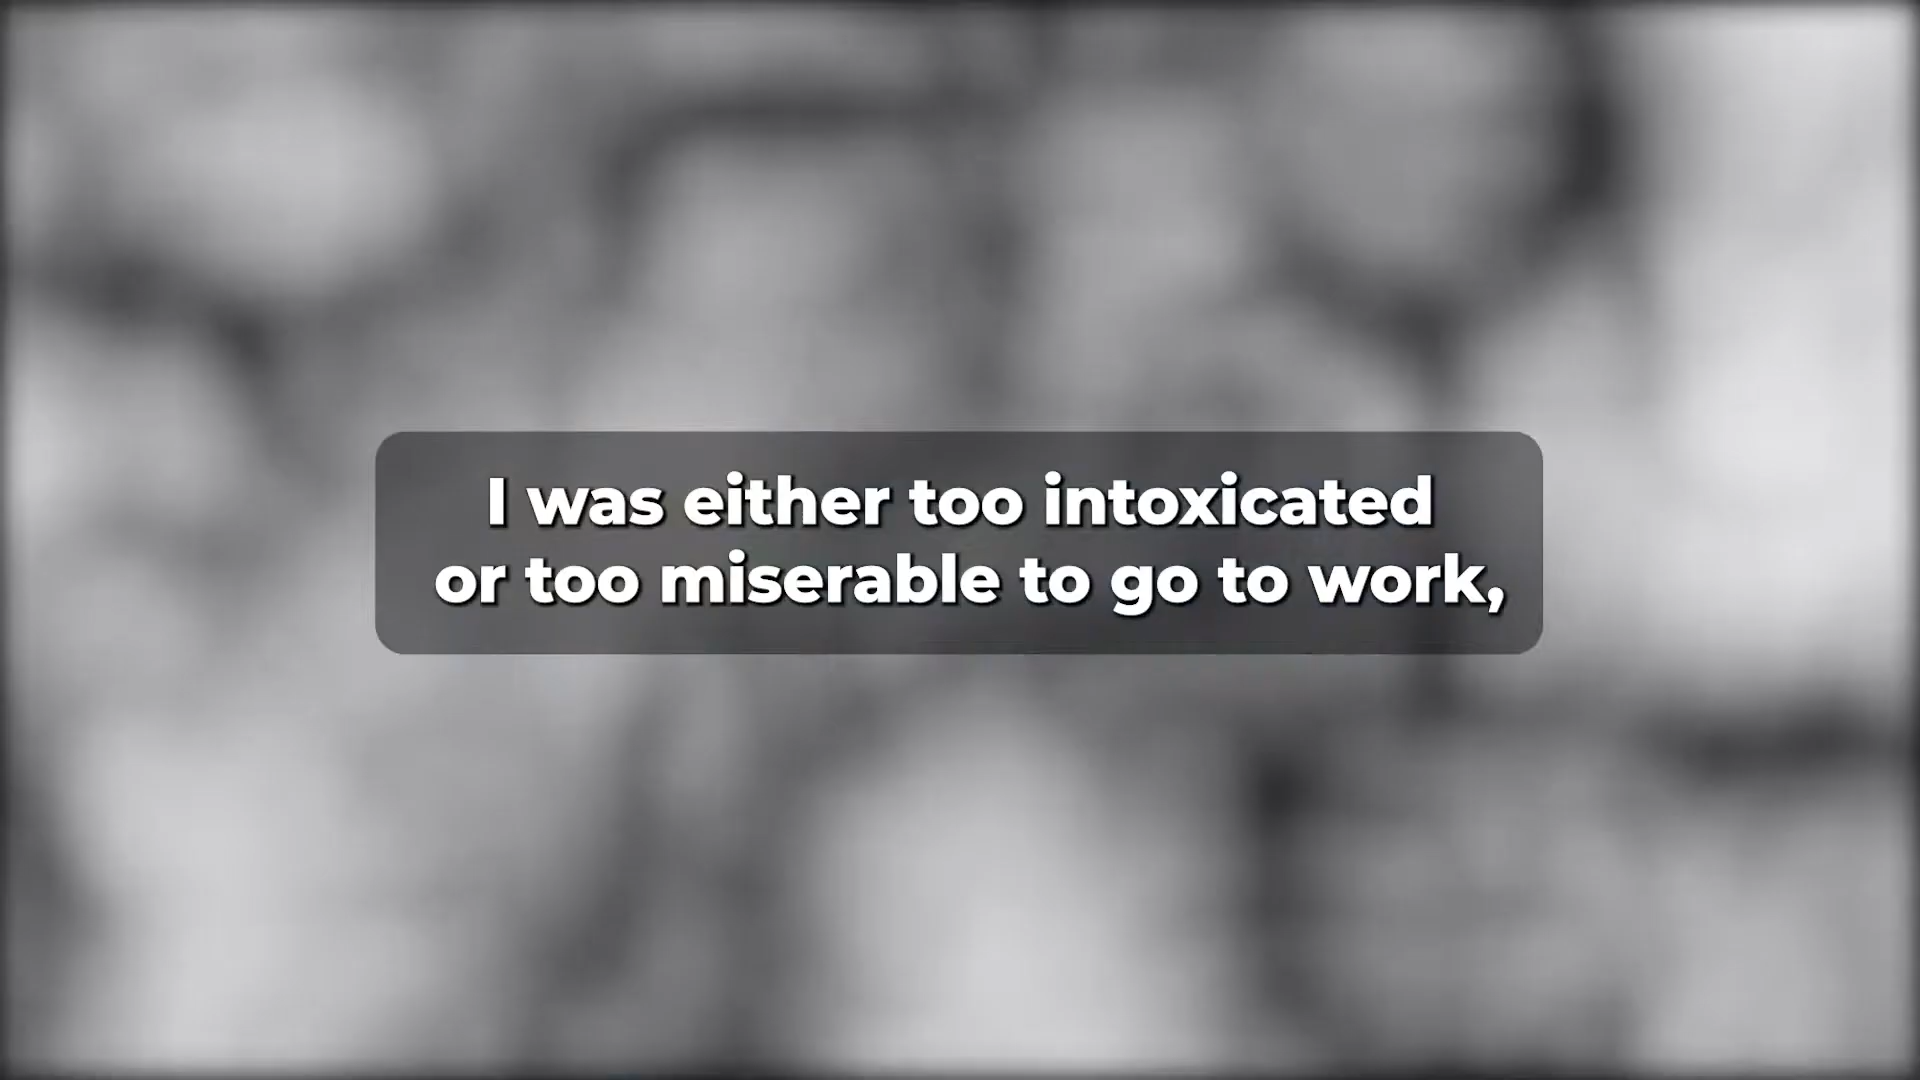 I was either too intoxicated
or too miserable to go to work,